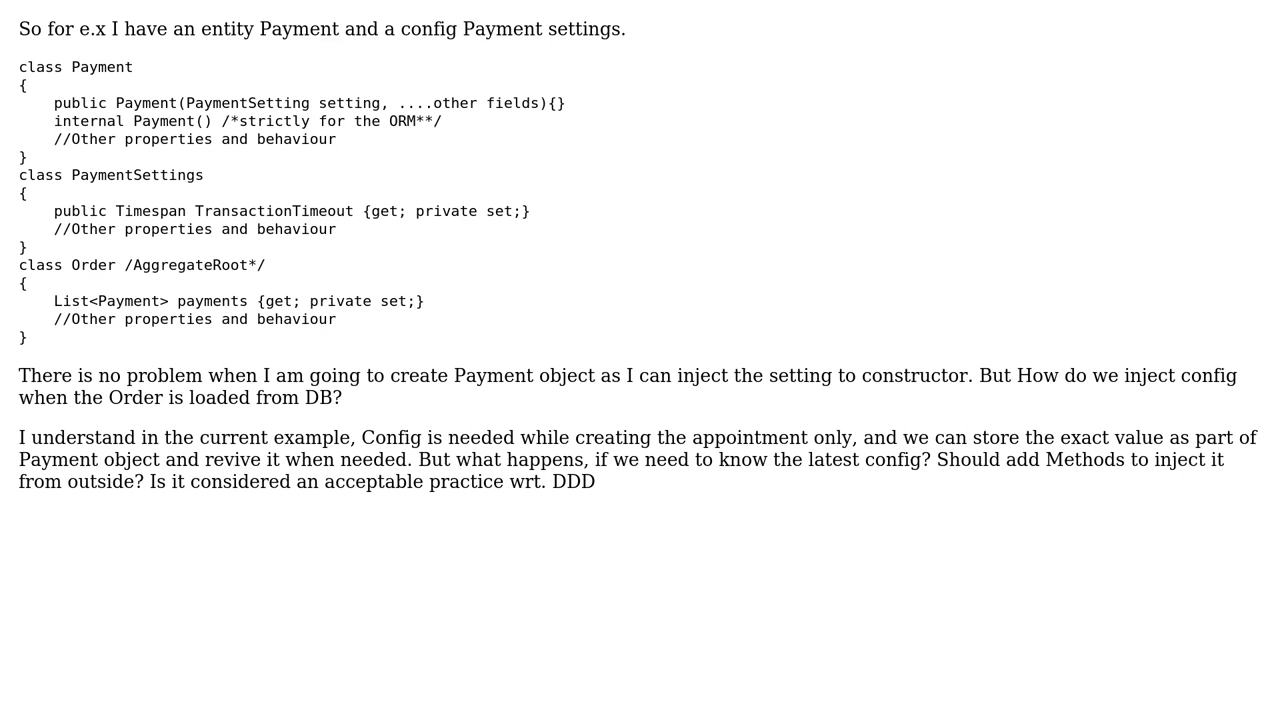 So for e.x I have an entity Payment and a config Payment settings.
class Payment
{
    public Payment(PaymentSetting setting, ....other fields){}
    internal Payment() /*strictly for the ORM**/
    //Other properties and behaviour
}
class PaymentSettings
{
    public Timespan TransactionTimeout {get; private set;}
    //Other properties and behaviour
}
class Order /AggregateRoot*/
{
    List<Payment> payments {get; private set;}
    //Other properties and behaviour
}
There is no problem when I am going to create Payment object as I can inject the setting to constructor. But How do we inject config
when the Order is loaded from DB?
I understand in the current example, Config is needed while creating the appointment only, and we can store the exact value as part of
Payment object and revive it when needed. But what happens, if we need to know the latest config? Should add Methods to inject it
from outside? Is it considered an acceptable practice wrt. DDD